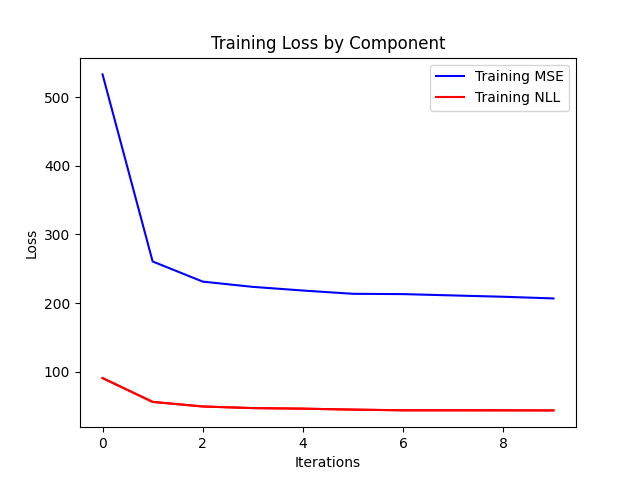 Training Loss by Component
Training MSE
Training NLL
500
400
300
200
100
Loss
0 2 4 6 8
Iterations